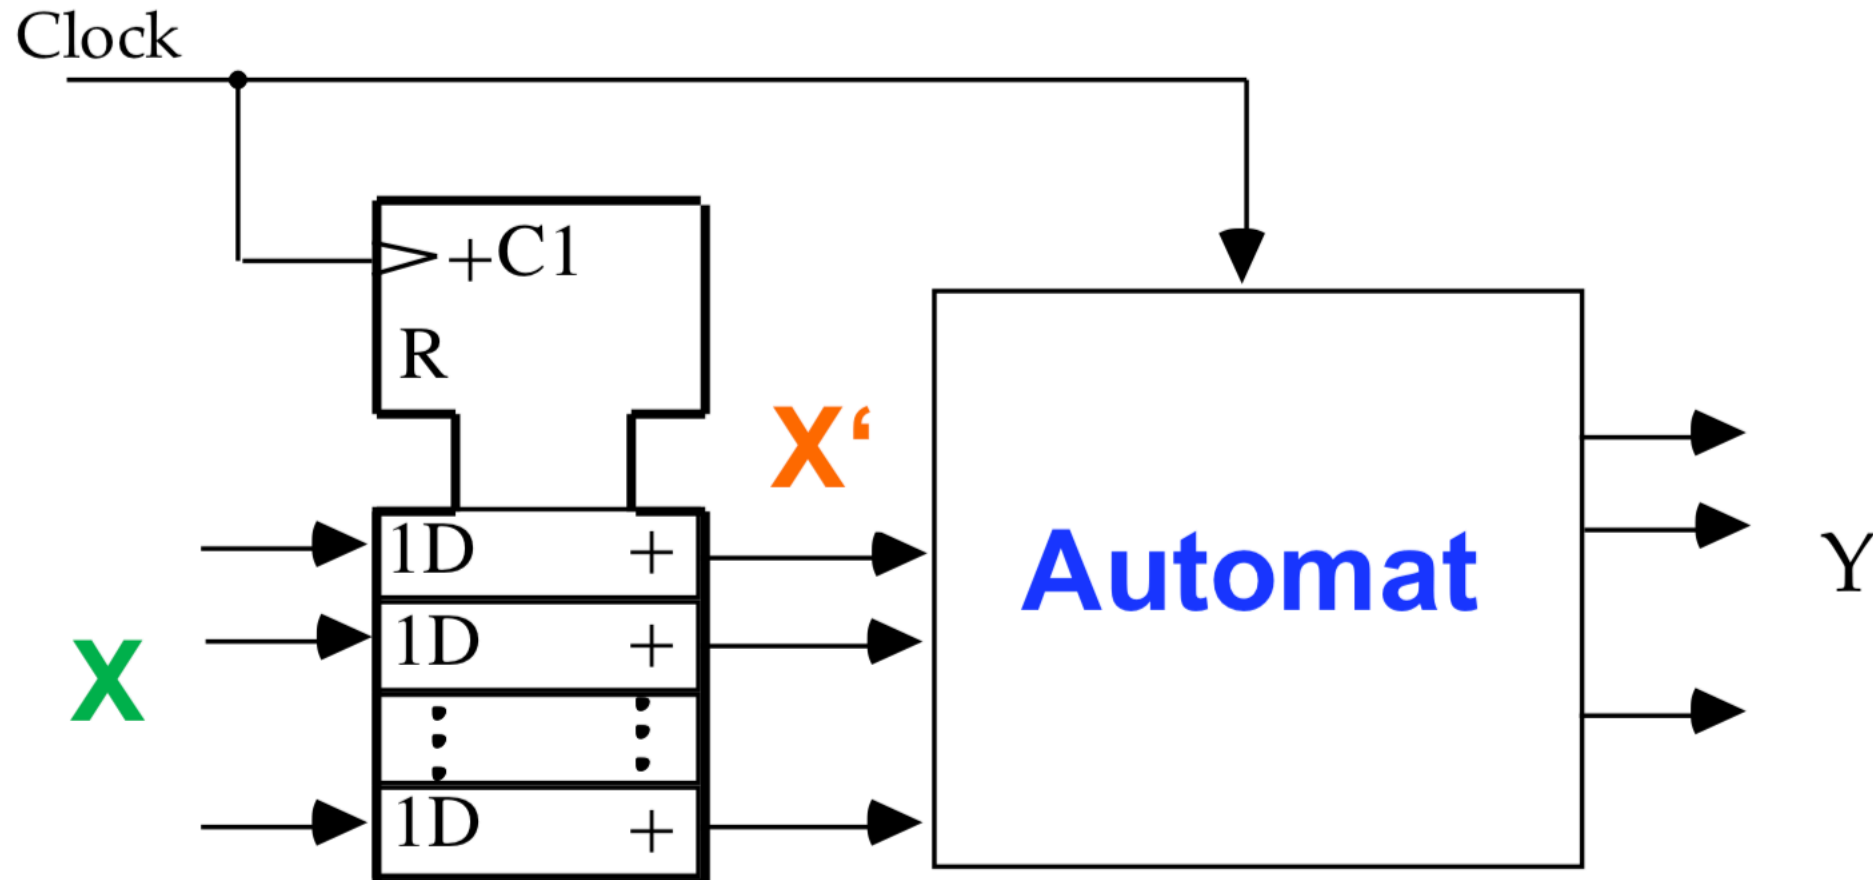 Clock
+C1
R
X‘
1D +
1D +
1D +
X
Automat
Y